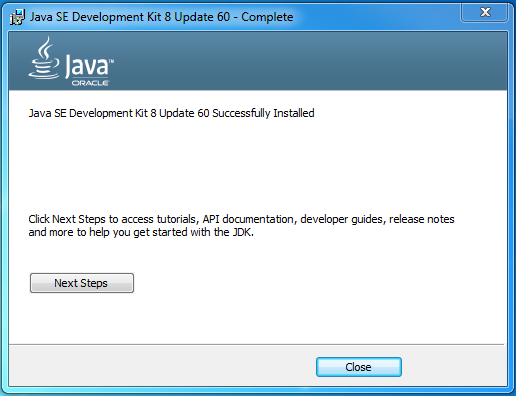 Java SE Development Kit 8 Update 60 - Complete
Java™
ORACLE
Java SE Development Kit 8 Update 60 Successfully Installed
Click Next Steps to access tutorials, API documentation, developer guides, release notes
and more to help you get started with the JDK.
Next Steps
Close